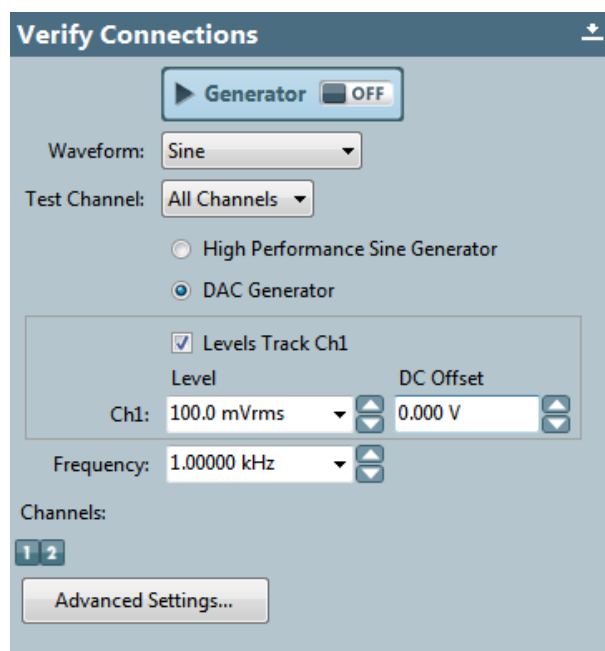 Verify Connections
Generator OFF
Waveform: Sine
Test Channel: All Channels
High Performance Sine Generator
DAC Generator
Levels Track Ch1
Level DC Offset
Ch1: 100.0 mVrms 0.000 V
Frequency: 1.00000 kHz
Channels:
1 2
Advanced Settings...